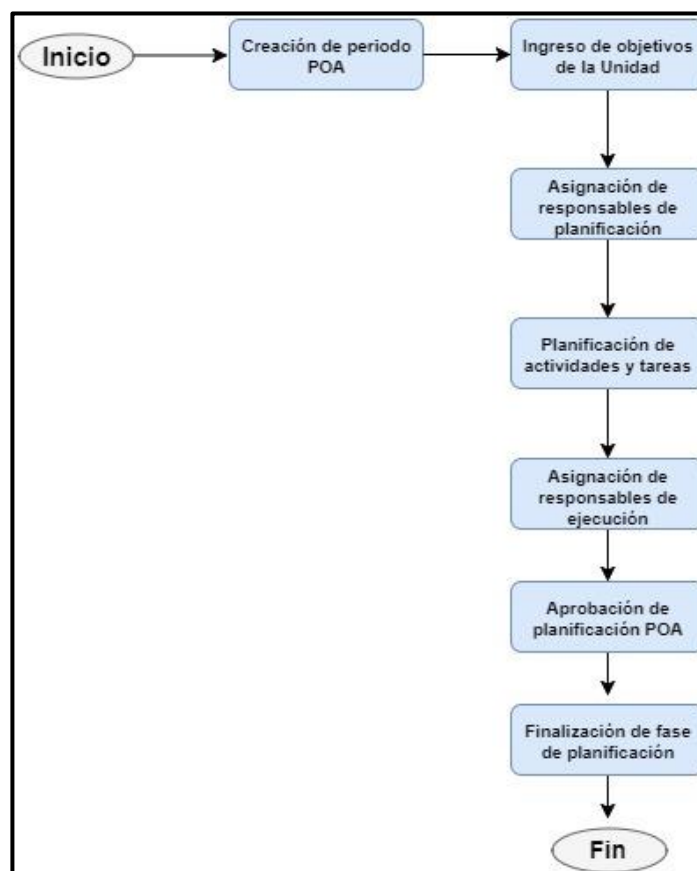 Inicio
Creación de periodo
POA
Ingreso de objetivos
de la Unidad
Asignación de
responsables de
planificación
Planificación de
actividades y tareas
Asignación de
responsables de
ejecución
Aprobación de
planificación POA
Finalización de fase
de planificación
Fin